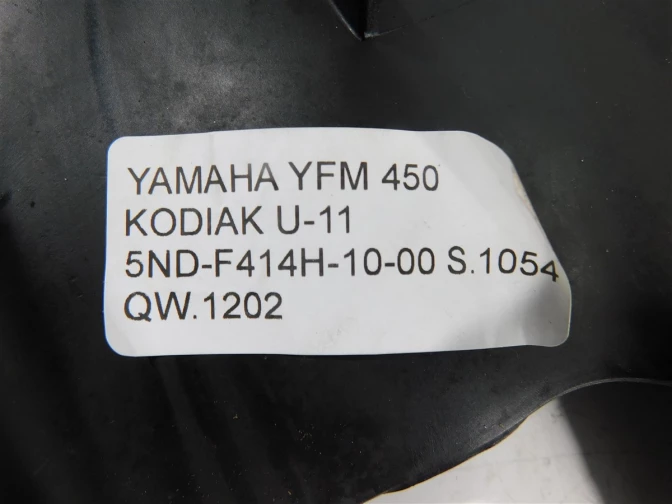 YAMAHA YFM 450
KODIAK U-11
5ND-F414H-10-00 S.1054
QW.1202